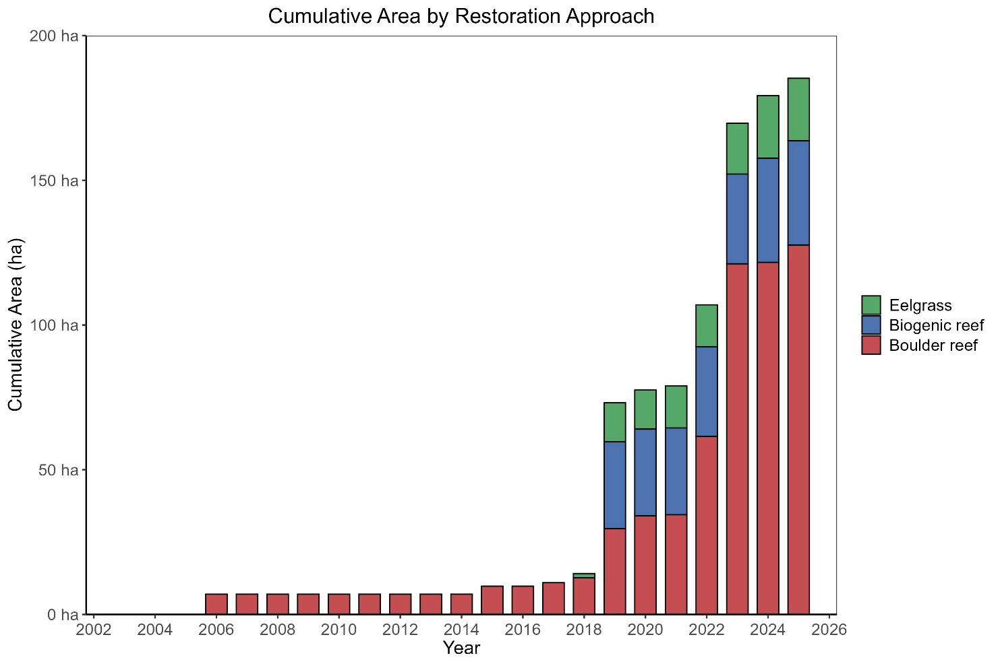 Cumulative Area by Restoration Approach
200 ha
150 ha
100 ha
50 ha
0 ha
Cumulative Area (ha)
2002 2004 2006 2008 2010 2012 2014 2016 2018 2020 2022 2024 2026
Year
Eelgrass
Biogenic reef
Boulder reef